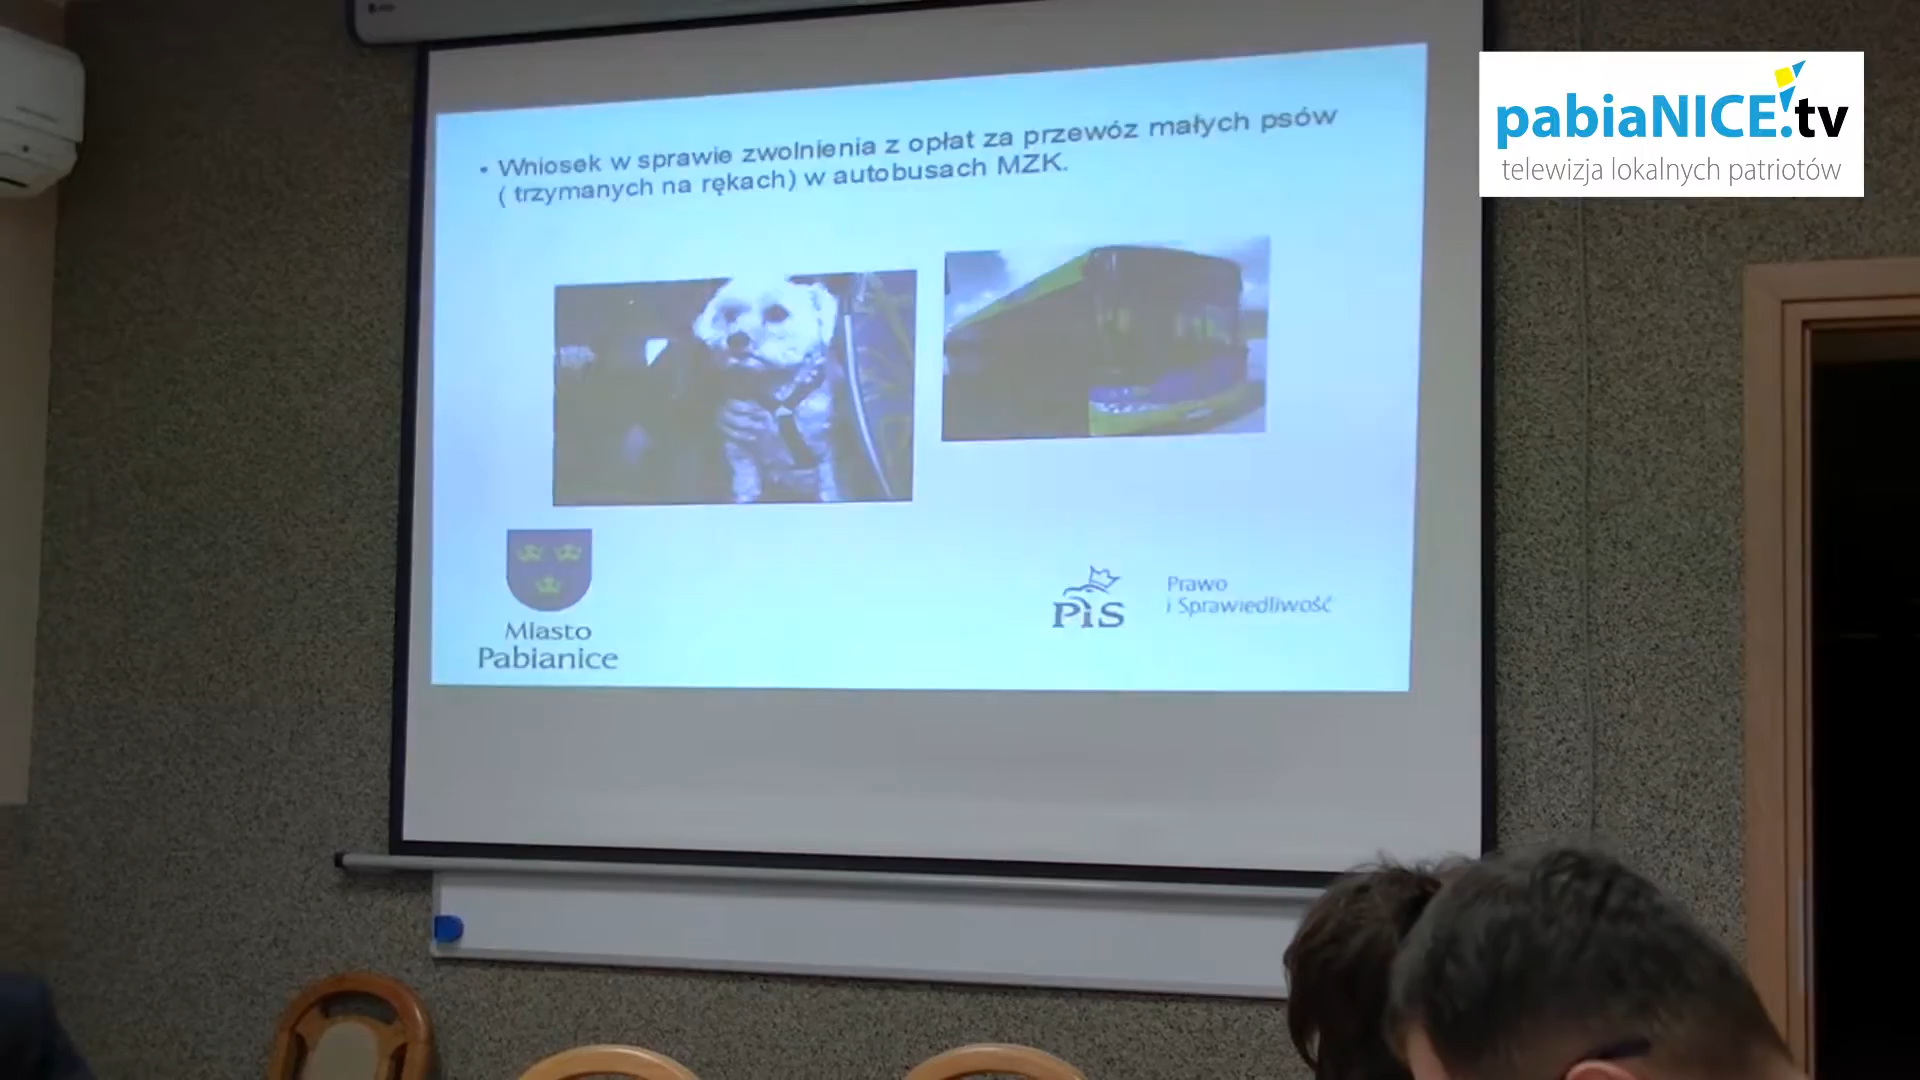 pabiaNICE.tv
telewizja lokalnych patriotów
• Wniosek w sprawie zwolnienia z opłat za przewóz małych psów
( trzymanych na rękach) w autobusach MZK.
Miasto
Pabianice
PiS
Prawo
i Sprawiedliwość